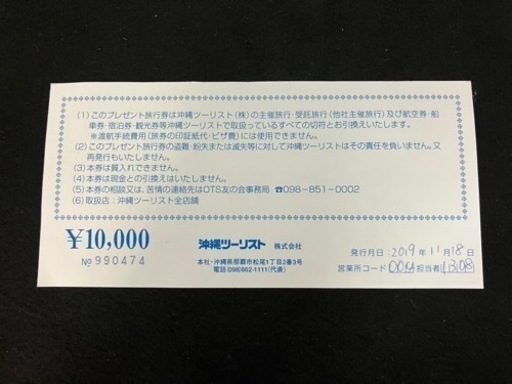 (1)このプレゼント旅行券は沖縄ツーリスト(株)の主催旅行・受託旅行(他社主催旅行)及び航空券・船
車券・宿泊券・観光券等沖縄ツーリストで取扱っているすべての切符とお引換えいたします。
※渡航手続費用(旅券の印証紙代・ビザ費)には使用できません。
(2)このプレゼント旅行券の盗難・紛失または滅失等に対して沖縄ツーリストはその責任を負いません。又
再発行もいたしません。
(3)本券は質入れできません。
(4)本券は現金との引換えはいたしません。
(5)本券の相談又は、苦情の連絡先はOTS友の会事務局 ☎098-851-0002
(6)取扱店:沖縄ツーリスト全店舗
¥10,000
No 990474
沖縄ツーリスト 株式会社
本社・沖縄県那覇市松尾1丁目2番3号
電話(098)862-1111(代表)
発行月日:2019年11月18日
営業所コード 担当者